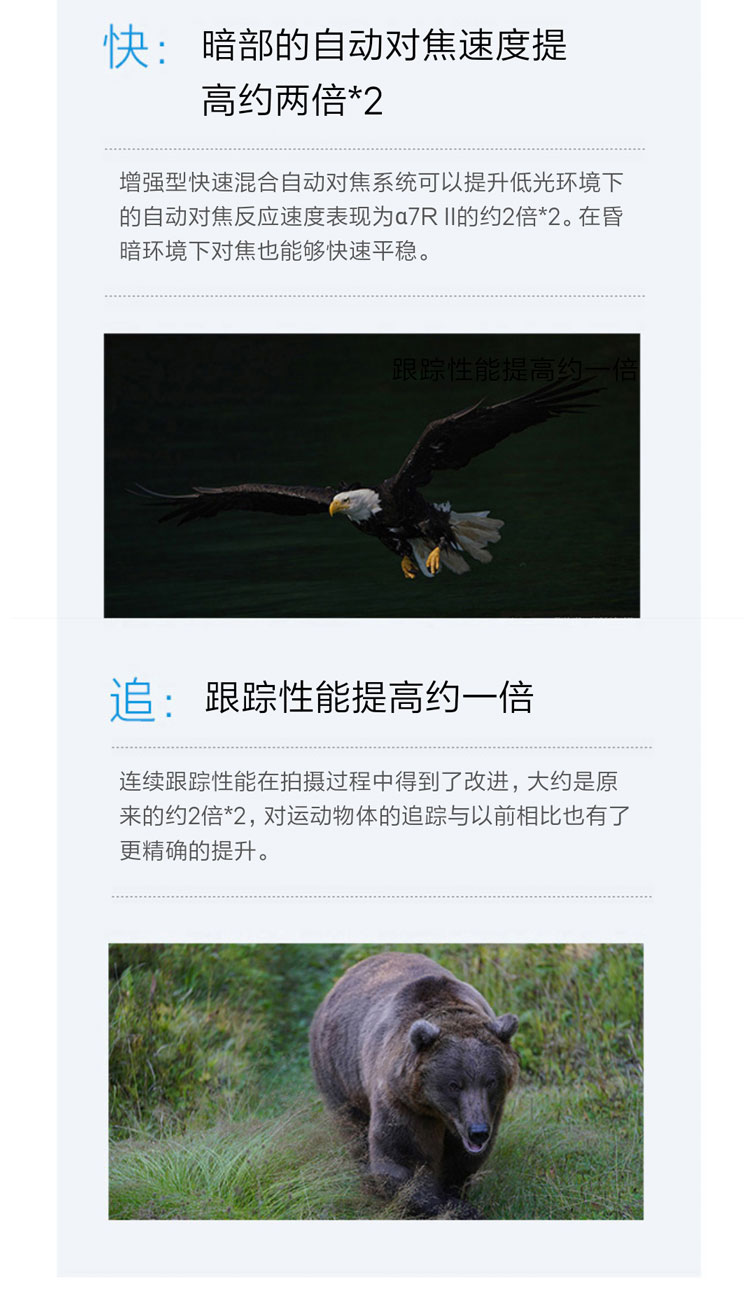 快：暗部的自动对焦速度提
高约两倍*2
增强型快速混合自动对焦系统可以提升低光环境下
的自动对焦反应速度表现为α7R II的约2倍*2。在昏
暗环境下对焦也能够快速平稳。
跟踪性能提高约一倍
追：跟踪性能提高约一倍
连续跟踪性能在拍摄过程中得到了改进，大约是原
来的约2倍*2，对运动物体的追踪与以前相比也有了
更精确的提升。